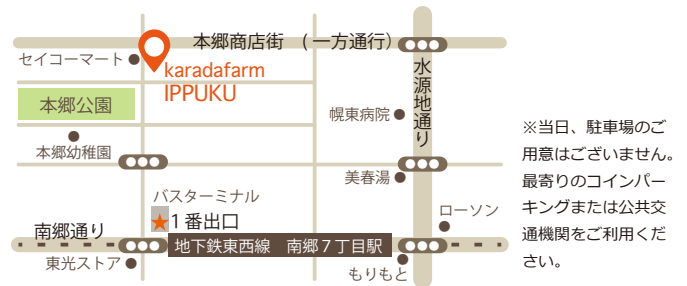 本郷商店街 （一方通行）
セイコーマート
karadafarm
IPPUKU
水源地通り
本郷公園
幌東病院
本郷幼稚園
美春湯
バスターミナル
★1番出口
ローソン
南郷通り
地下鉄東西線 南郷7丁目駅
東光ストア
もりもと
※当日、駐車場のご
用意はございません。
最寄りのコインパー
キングまたは公共交
通機関をご利用くだ
さい。